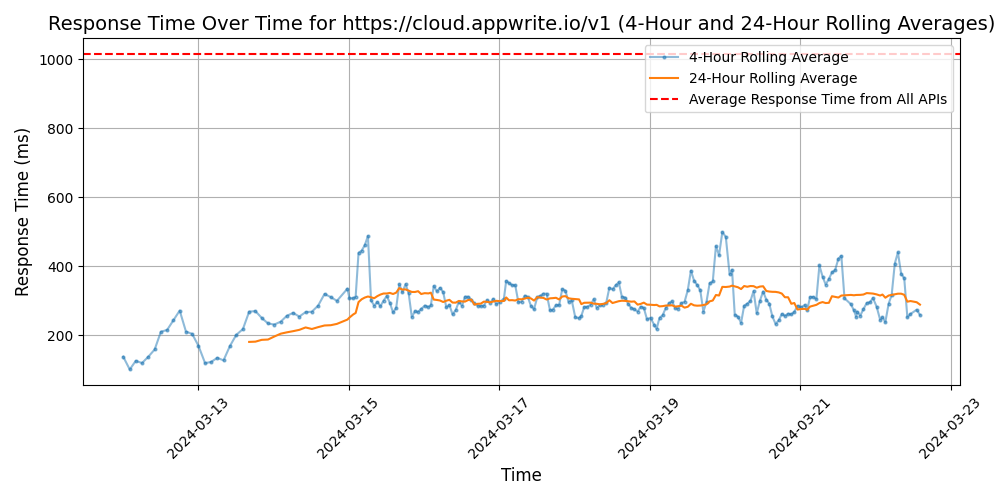 Response Time Over Time for https://cloud.appwrite.io/v1 (4-Hour and 24-Hour Rolling Averages)
4-Hour Rolling Average
24-Hour Rolling Average
Average Response Time from All APIs
Response Time (ms)
1000
800
600
400
200
2024-03-13
2024-03-15
2024-03-17
2024-03-19
2024-03-21
2024-03-23
Time